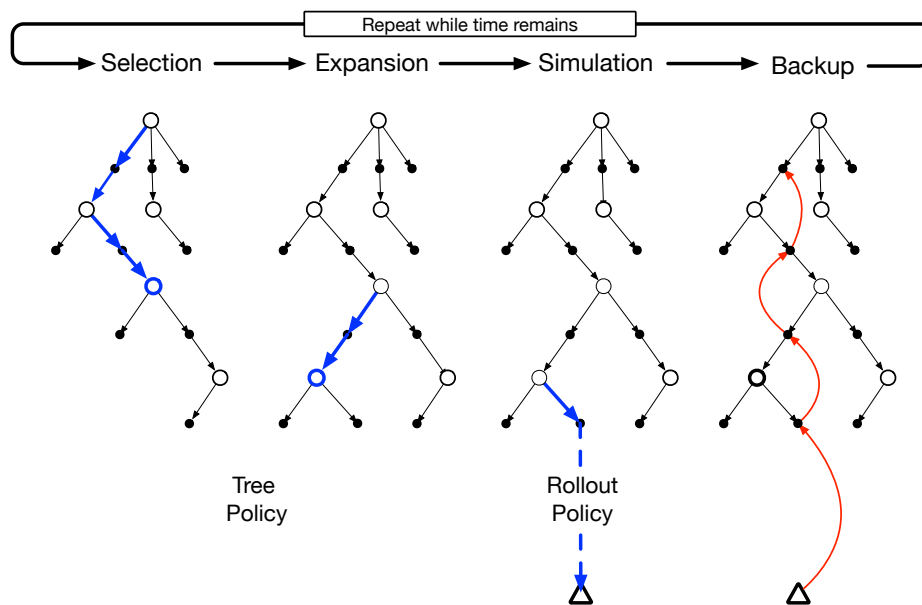 Repeat while time remains
Selection
Expansion
Simulation
Backup
Tree
Policy
Rollout
Policy